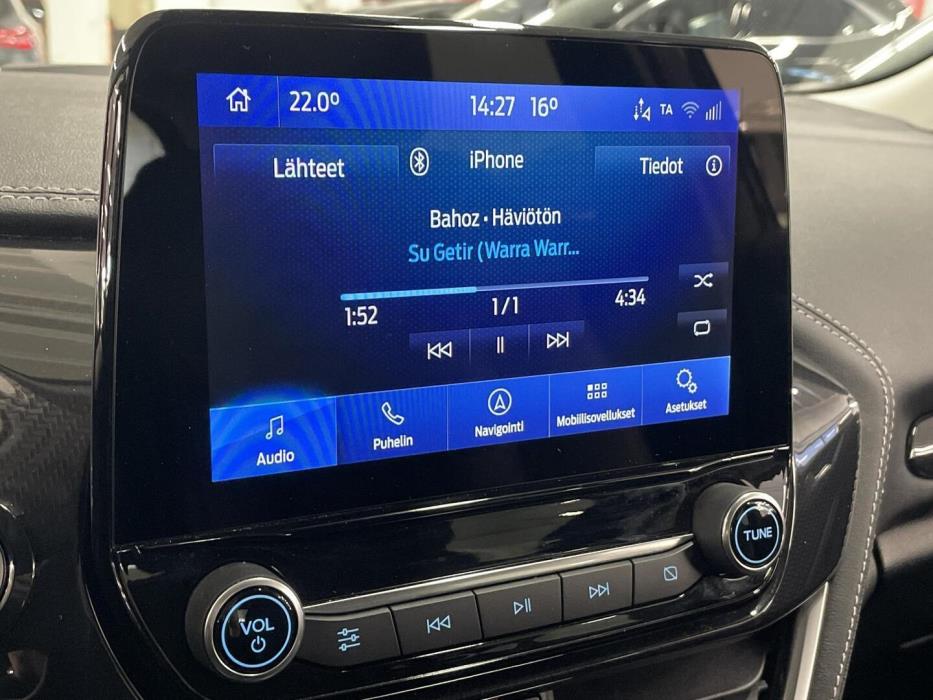 22.0° 14:27 16° TA
Lähteet iPhone Tiedot
Bahoz • Häviötön
Su Getir (Warra Warr...
1:52 1/1 4:34
Audio Puhelin Navigointi Mobiilisovellukset Asetukset
VOL TUNE